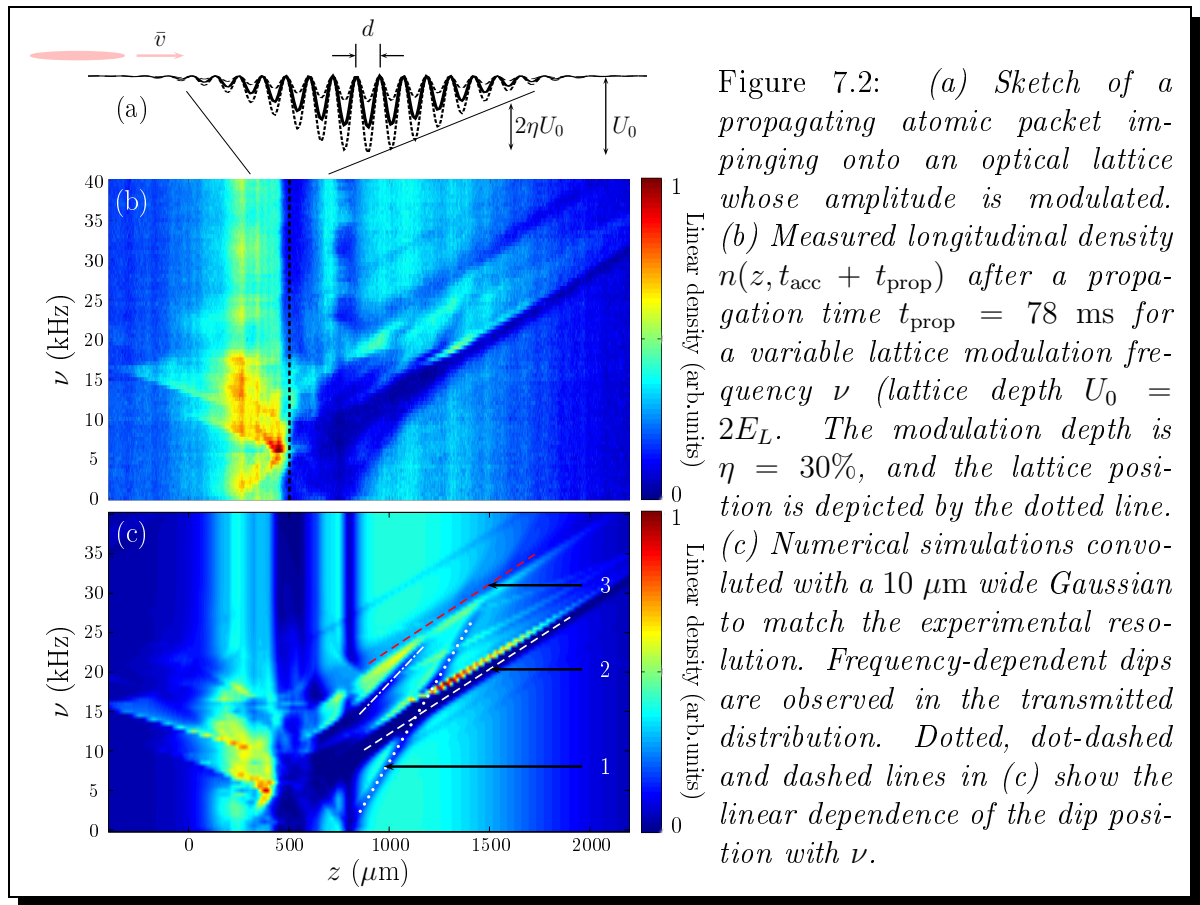 v̄
d
(a)
2ηU₀
U₀
(b)
40
35
30
25
20
15
10
5
0
ν (kHz)
1
0
Linear density (arb.units)
(c)
35
30
25
20
15
10
5
0
ν (kHz)
3
2
1
1
0
Linear density (arb.units)
0 500 1000 1500 2000
z (μm)
Figure 7.2: (a) Sketch of a
propagating atomic packet im-
pinging onto an optical lattice
whose amplitude is modulated.
(b) Measured longitudinal density
n(z, t_acc + t_prop) after a propa-
gation time t_prop = 78 ms for
a variable lattice modulation fre-
quency ν (lattice depth U₀ =
2E_L. The modulation depth is
η = 30%, and the lattice posi-
tion is depicted by the dotted line.
(c) Numerical simulations convo-
luted with a 10 μm wide Gaussian
to match the experimental reso-
lution. Frequency-dependent dips
are observed in the transmitted
distribution. Dotted, dot-dashed
and dashed lines in (c) show the
linear dependence of the dip posi-
tion with ν.